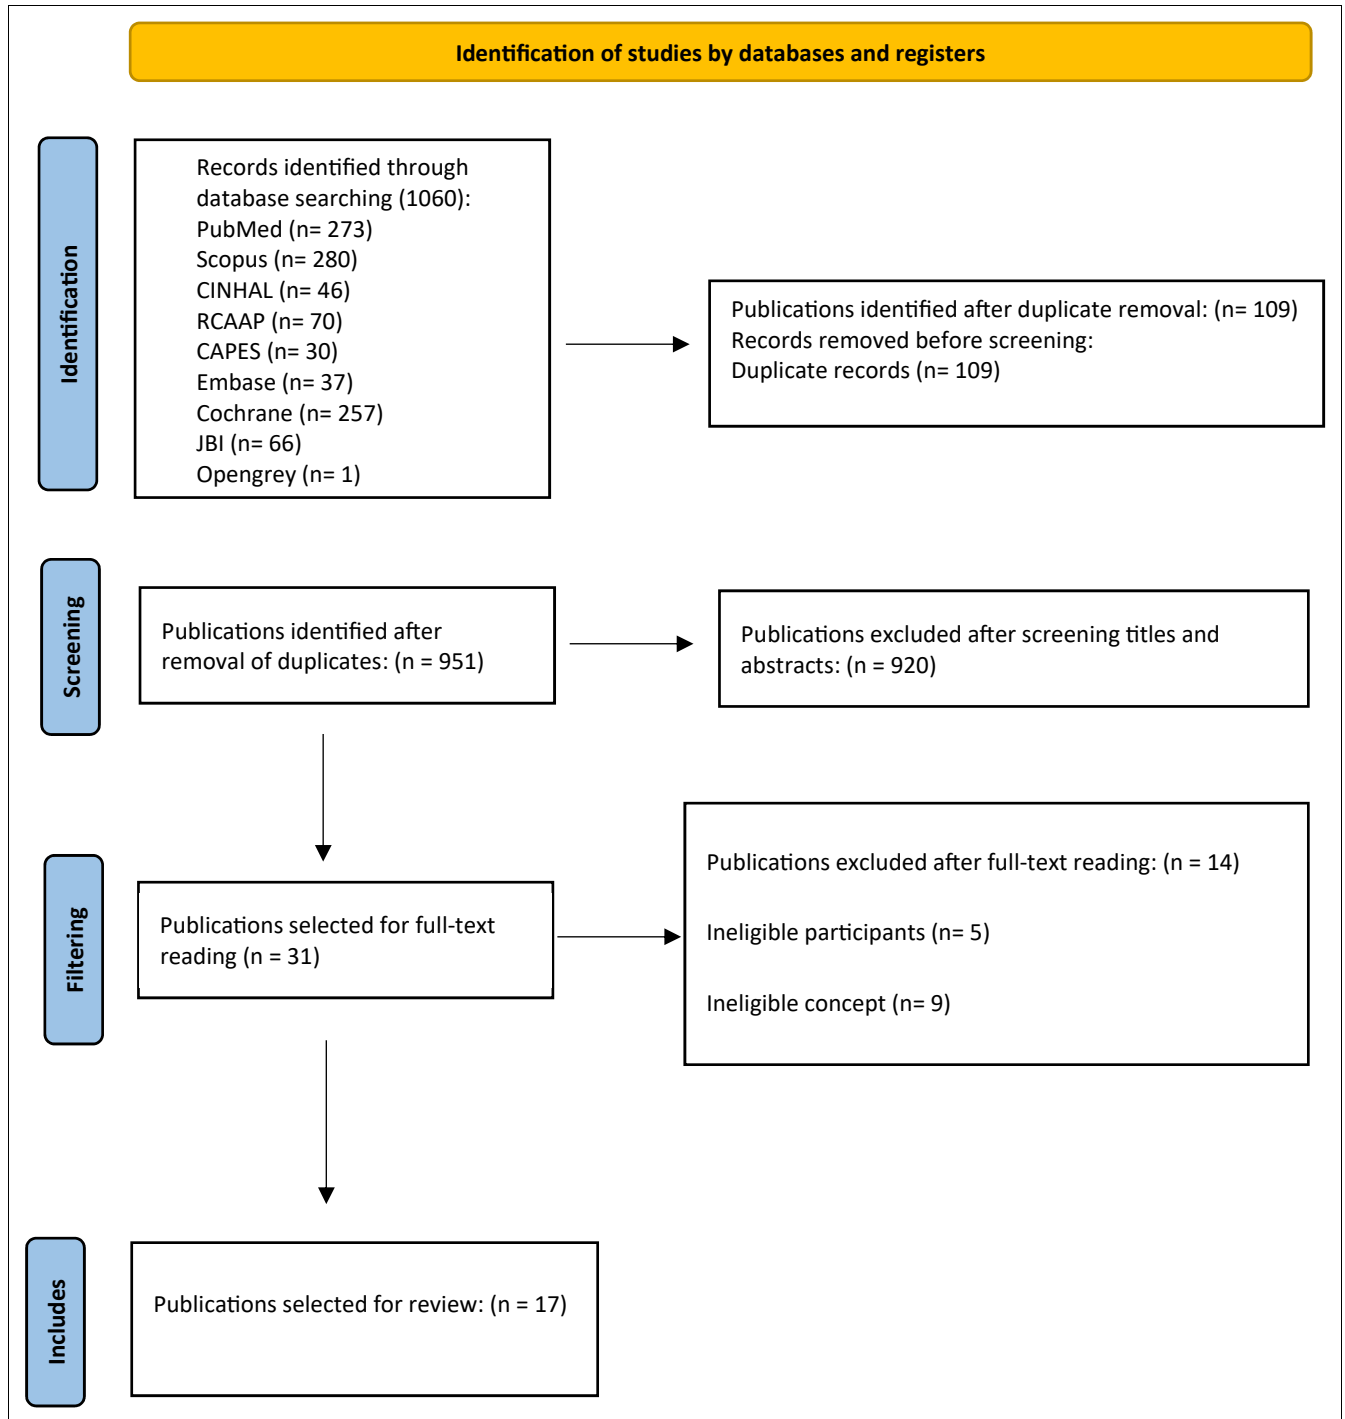 Identification of studies by databases and registers
Identification
Records identified through
database searching (1060):
PubMed (n= 273)
Scopus (n= 280)
CINHAL (n= 46)
RCAAP (n= 70)
CAPES (n= 30)
Embase (n= 37)
Cochrane (n= 257)
JBI (n= 66)
Opengrey (n= 1)
Publications identified after duplicate removal: (n= 109)
Records removed before screening:
Duplicate records (n= 109)
Screening
Publications identified after
removal of duplicates: (n = 951)
Publications excluded after screening titles and
abstracts: (n = 920)
Filtering
Publications selected for full-text
reading (n = 31)
Publications excluded after full-text reading: (n = 14)
Ineligible participants (n= 5)
Ineligible concept (n= 9)
Includes
Publications selected for review: (n = 17)